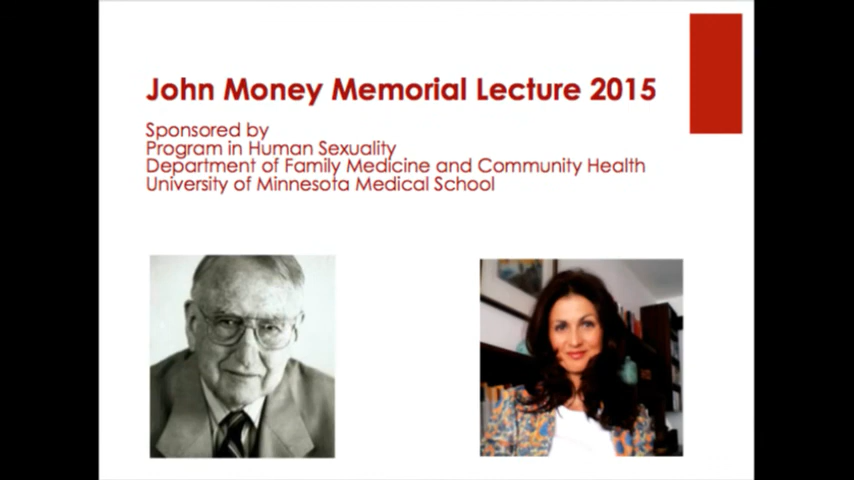 John Money Memorial Lecture 2015
Sponsored by
Program in Human Sexuality
Department of Family Medicine and Community Health
University of Minnesota Medical School